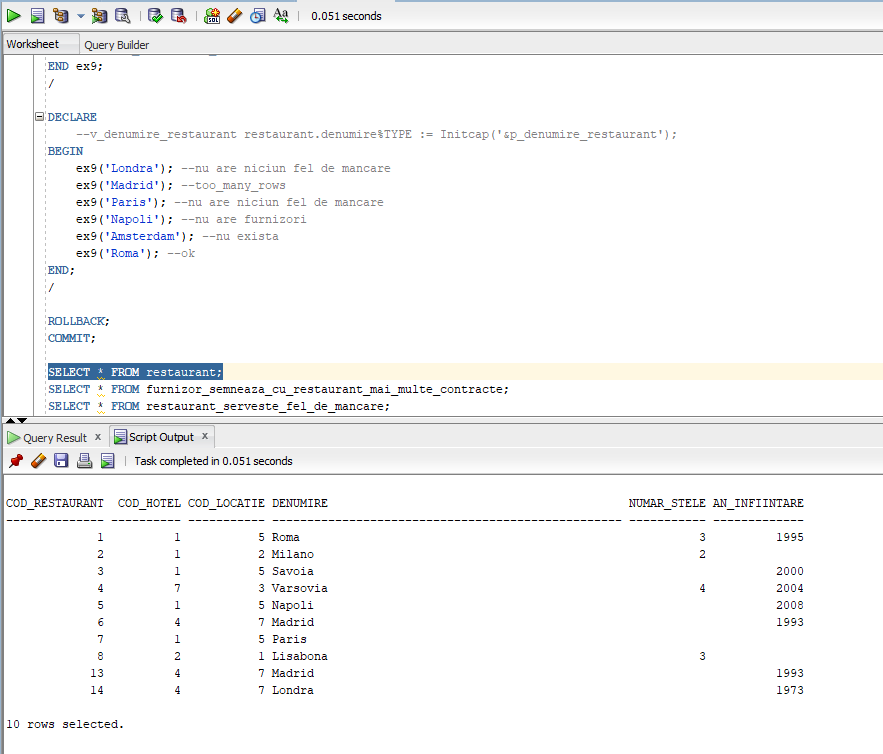 0.051 seconds
Worksheet Query Builder
END ex9;
/
DECLARE
--v_denumire_restaurant restaurant.denumire%TYPE := Initcap('&p_denumire_restaurant');
BEGIN
ex9('Londra'); --nu are niciun fel de mancare
ex9('Madrid'); --too_many_rows
ex9('Paris'); --nu are niciun fel de mancare
ex9('Napoli'); --nu are furnizori
ex9('Amsterdam'); --nu exista
ex9('Roma'); --ok
END;
/
ROLLBACK;
COMMIT;
SELECT * FROM restaurant;
SELECT * FROM furnizor_semneaza_cu_restaurant_mai_multe_contracte;
SELECT * FROM restaurant_serveste_fel_de_mancare;
Query Result x Script Output x
Task completed in 0.051 seconds
COD_RESTAURANT COD_HOTEL COD_LOCATIE DENUMIRE NUMAR_STELE AN_INFIINTARE
-------------- ---------- ----------- -------------------------------------------------- ----------- -------------
1 1 5 Roma 3 1995
2 1 2 Milano 2
3 1 5 Savoia 2000
4 7 3 Varsovia 4 2004
5 1 5 Napoli 2008
6 4 7 Madrid 1993
7 1 5 Paris
8 2 1 Lisabona 3
13 4 7 Madrid 1993
14 4 7 Londra 1973
10 rows selected.